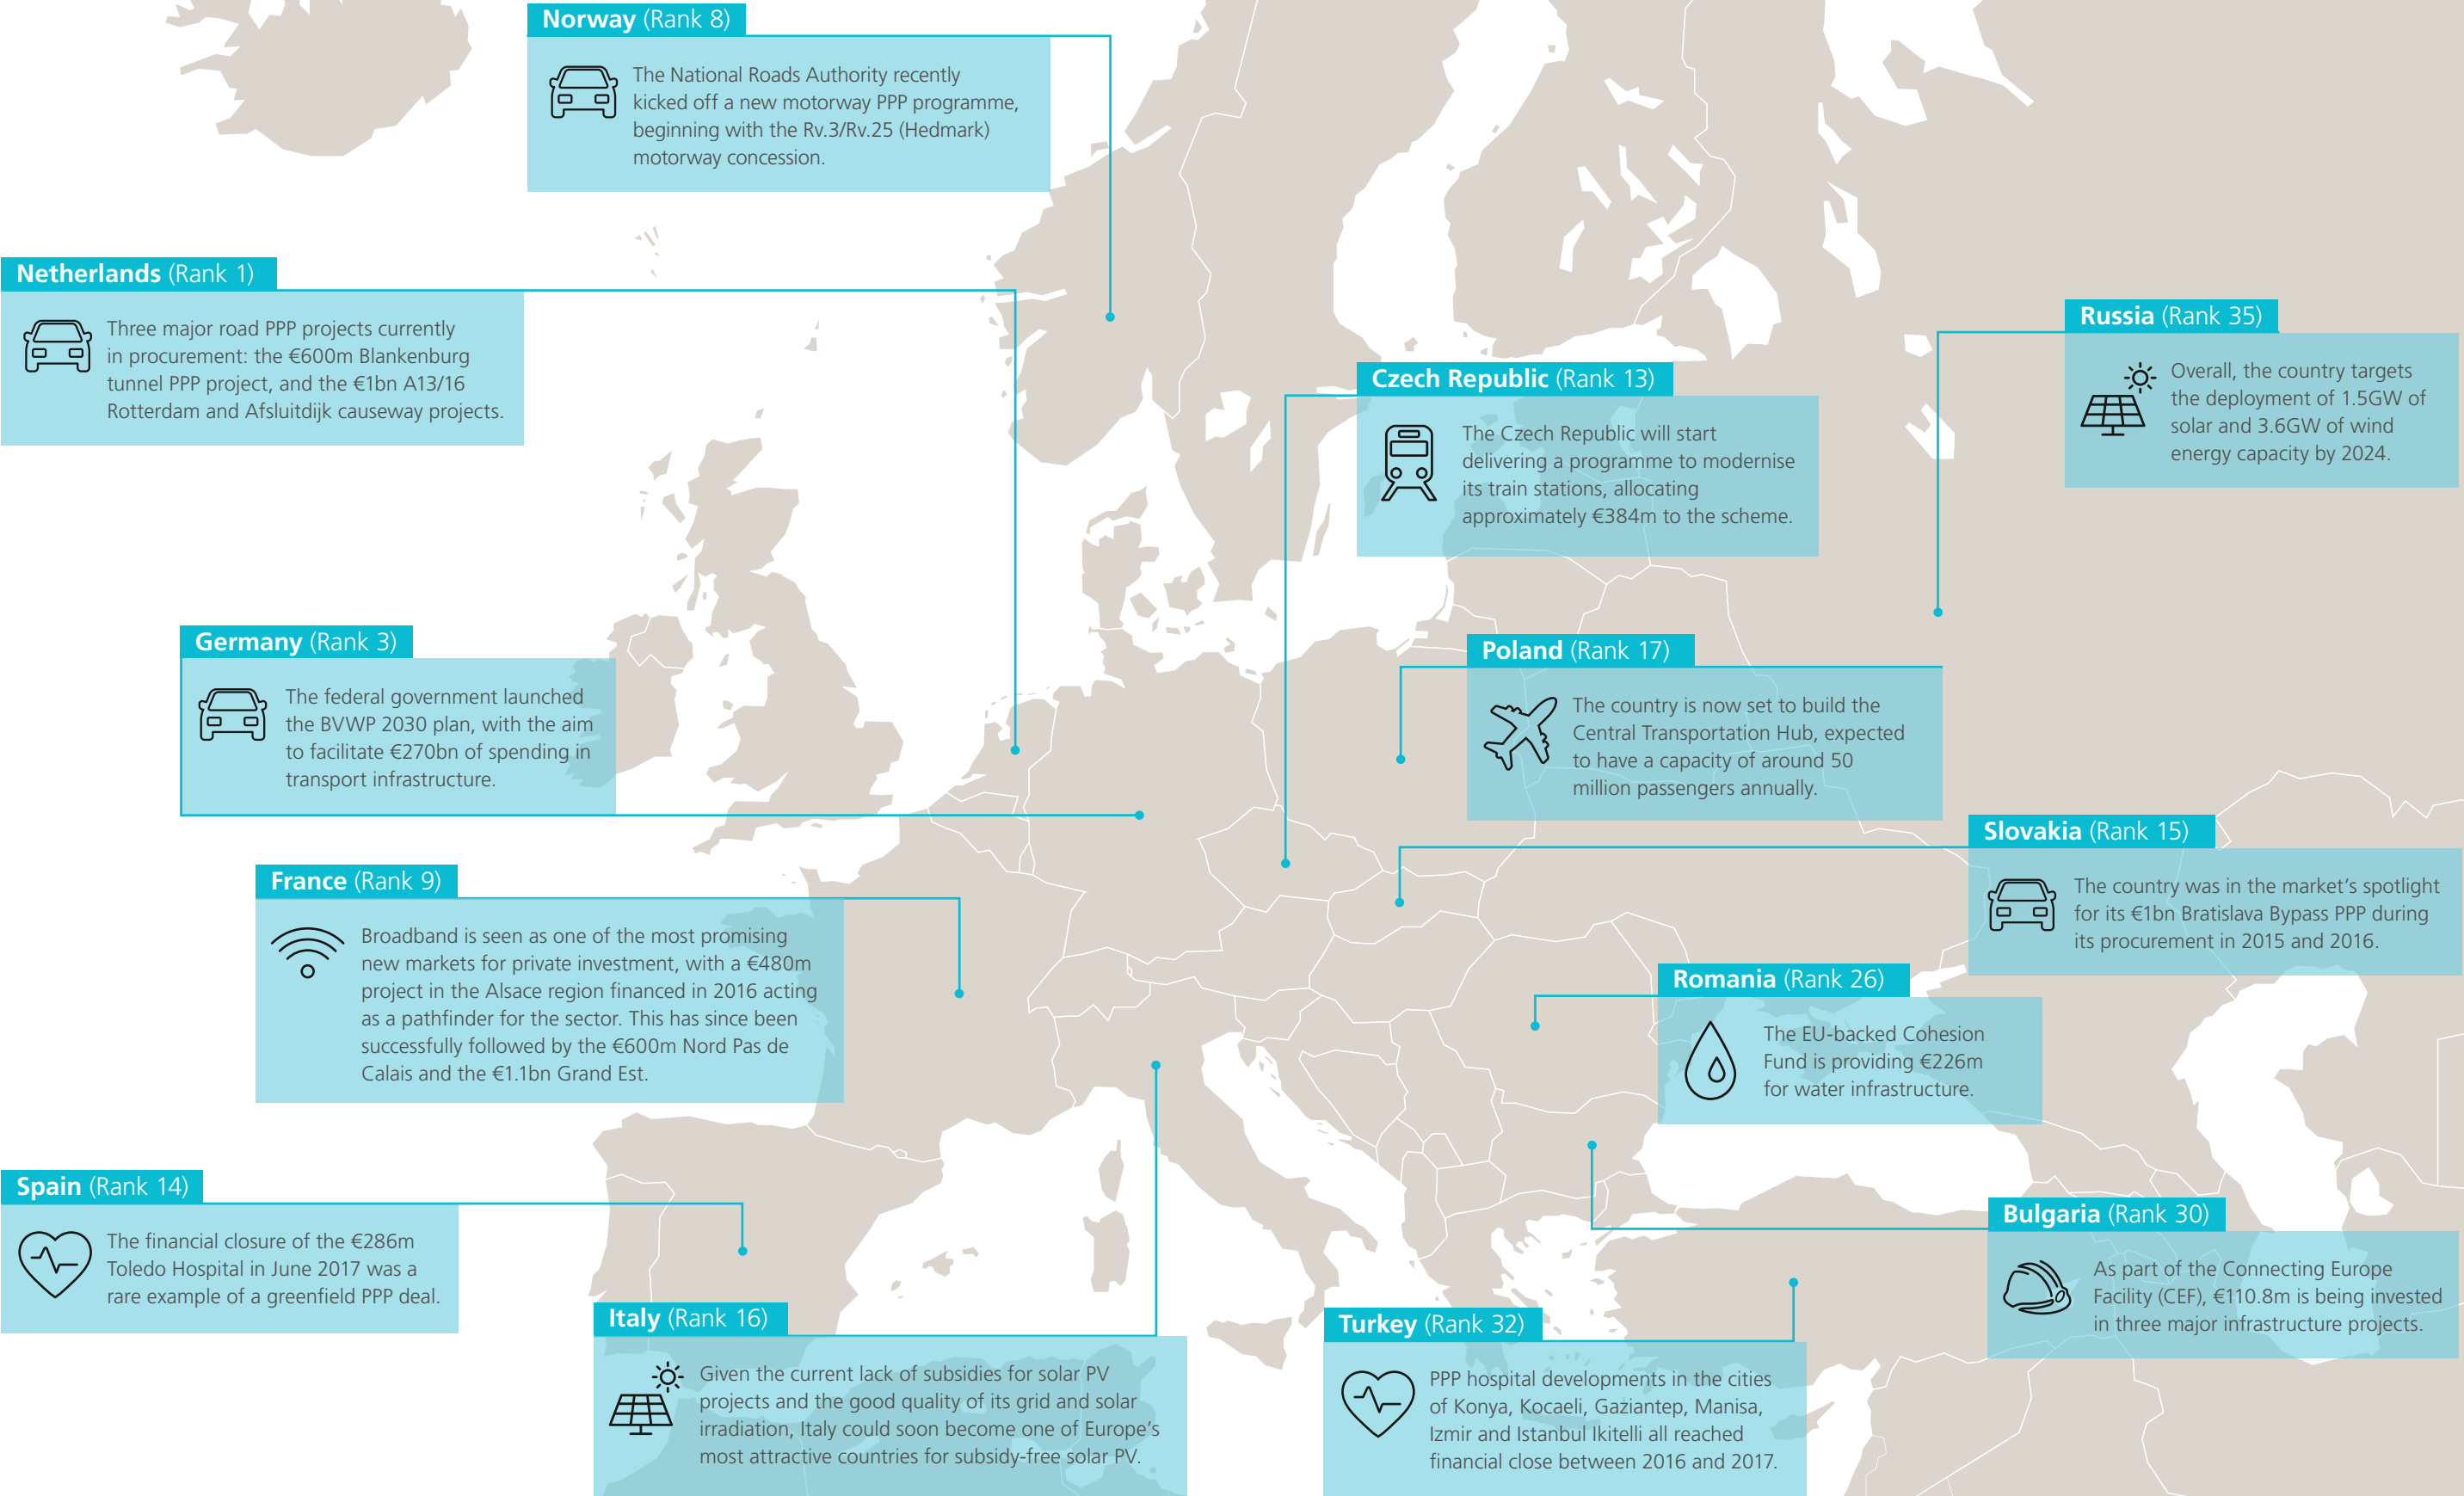 Norway (Rank 8)
The National Roads Authority recently
kicked off a new motorway PPP programme,
beginning with the Rv.3/Rv.25 (Hedmark)
motorway concession.
Netherlands (Rank 1)
Three major road PPP projects currently
in procurement: the €600m Blankenburg
tunnel PPP project, and the €1bn A13/16
Rotterdam and Afsluitdijk causeway projects.
Russia (Rank 35)
Overall, the country targets
the deployment of 1.5GW of
solar and 3.6GW of wind
energy capacity by 2024.
Czech Republic (Rank 13)
The Czech Republic will start
delivering a programme to modernise
its train stations, allocating
approximately €384m to the scheme.
Germany (Rank 3)
The federal government launched
the BVWP 2030 plan, with the aim
to facilitate €270bn of spending in
transport infrastructure.
Poland (Rank 17)
The country is now set to build the
Central Transportation Hub, expected
to have a capacity of around 50
million passengers annually.
Slovakia (Rank 15)
The country was in the market's spotlight
for its €1bn Bratislava Bypass PPP during
its procurement in 2015 and 2016.
France (Rank 9)
Broadband is seen as one of the most promising
new markets for private investment, with a €480m
project in the Alsace region financed in 2016 acting
as a pathfinder for the sector. This has since been
successfully followed by the €600m Nord Pas de
Calais and the €1.1bn Grand Est.
Romania (Rank 26)
The EU-backed Cohesion
Fund is providing €226m
for water infrastructure.
Spain (Rank 14)
The financial closure of the €286m
Toledo Hospital in June 2017 was a
rare example of a greenfield PPP deal.
Bulgaria (Rank 30)
As part of the Connecting Europe
Facility (CEF), €110.8m is being invested
in three major infrastructure projects.
Italy (Rank 16)
Given the current lack of subsidies for solar PV
projects and the good quality of its grid and solar
irradiation, Italy could soon become one of Europe's
most attractive countries for subsidy-free solar PV.
Turkey (Rank 32)
PPP hospital developments in the cities
of Konya, Kocaeli, Gaziantep, Manisa,
Izmir and Istanbul Ikitelli all reached
financial close between 2016 and 2017.